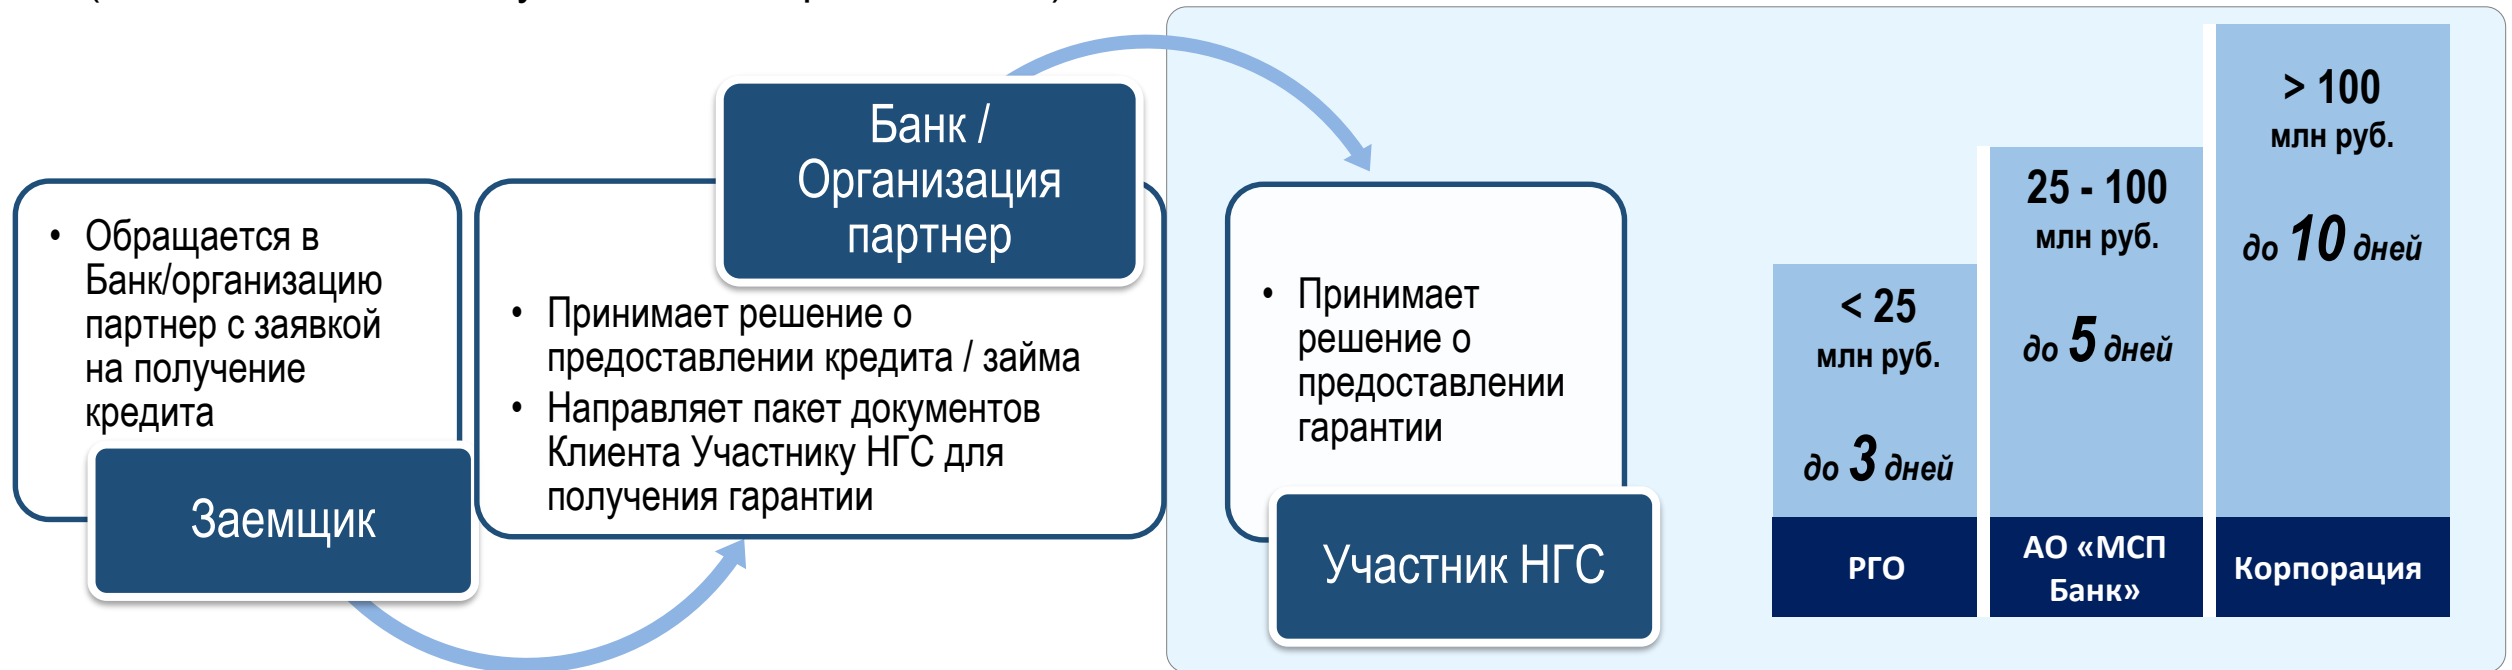 • Обращается в
Банк/организацию
партнер с заявкой
на получение
кредита
Заемщик
Банк /
Организация
партнер
• Принимает решение о
предоставлении кредита / займа
• Направляет пакет документов
Клиента Участнику НГС для
получения гарантии
• Принимает
решение о
предоставлении
гарантии
Участник НГС
< 25
млн руб.
до 3 дней
РГО
25 - 100
млн руб.
до 5 дней
АО «МСП
Банк»
> 100
млн руб.
до 10 дней
Корпорация